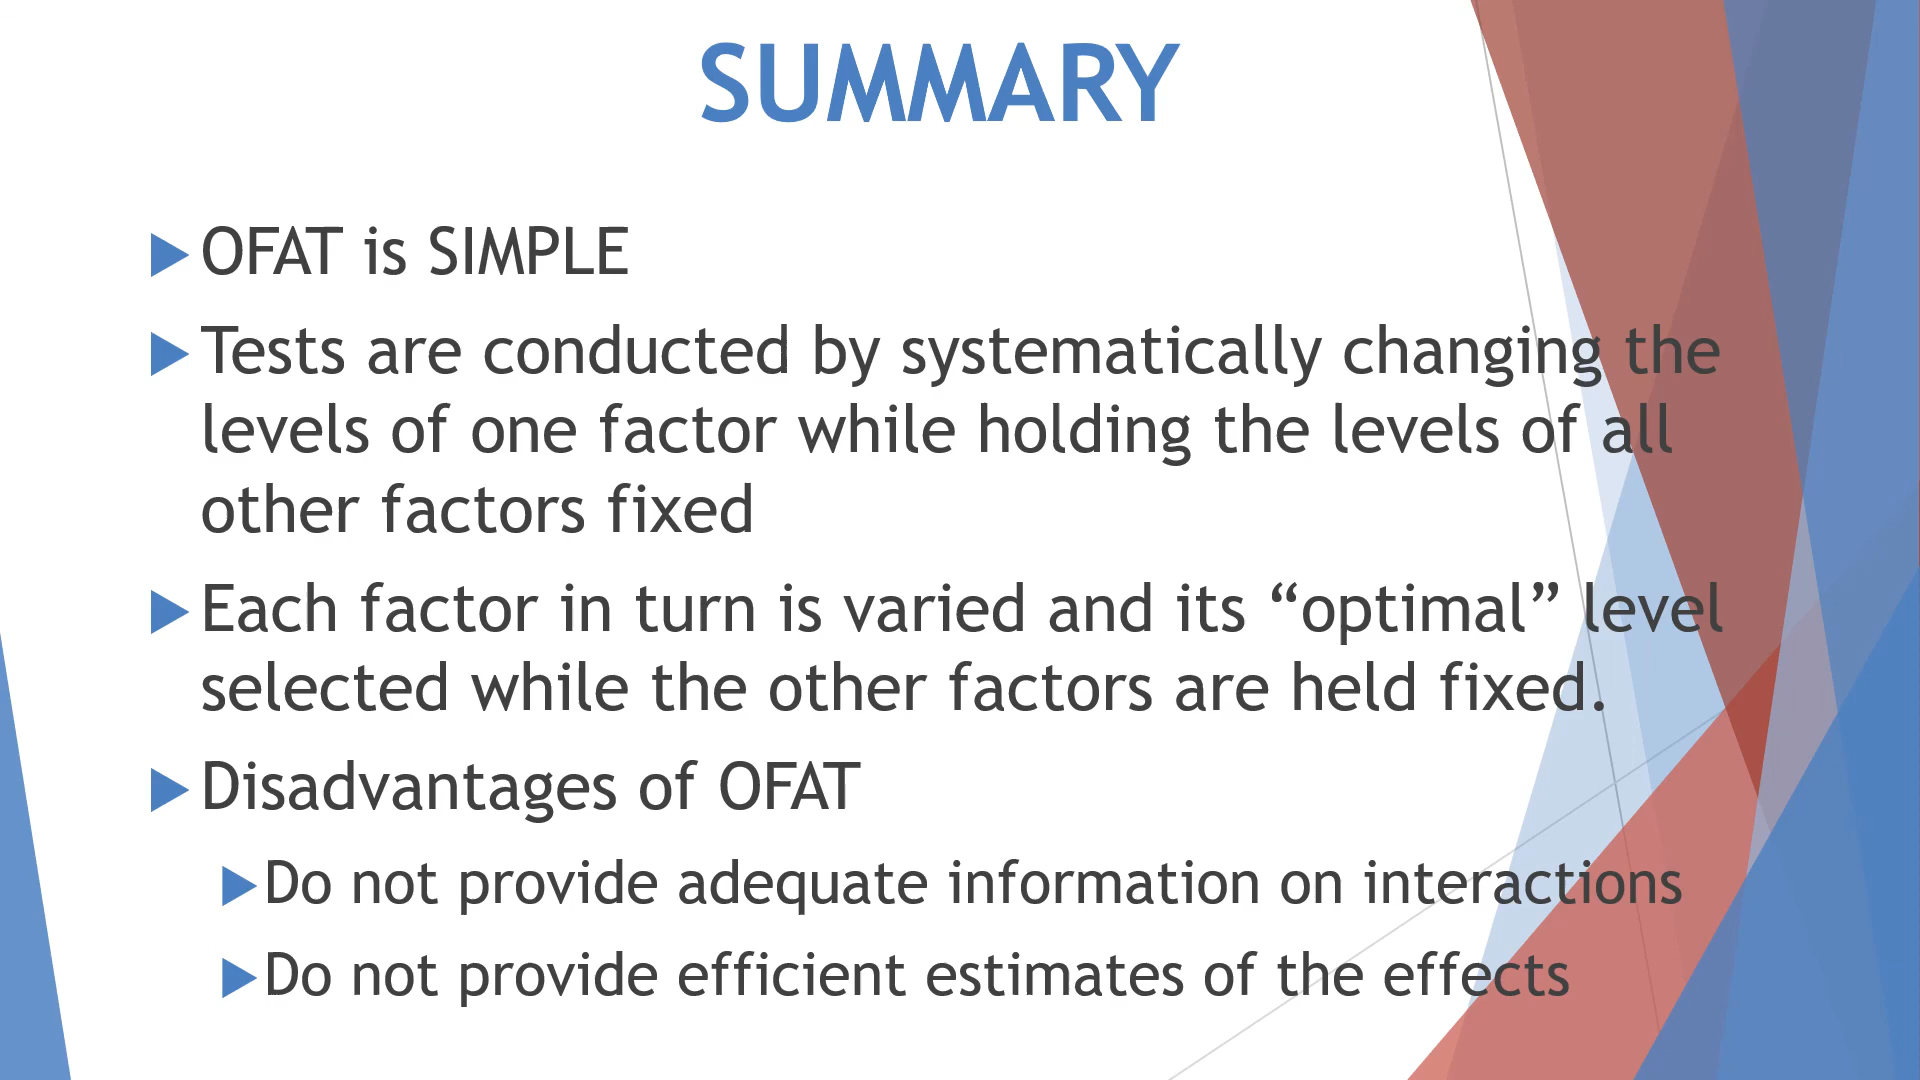 SUMMARY
OFAT is SIMPLE
Tests are conducted by systematically changing the
levels of one factor while holding the levels of all
other factors fixed
Each factor in turn is varied and its “optimal” level
selected while the other factors are held fixed.
Disadvantages of OFAT
Do not provide adequate information on interactions
Do not provide efficient estimates of the effects